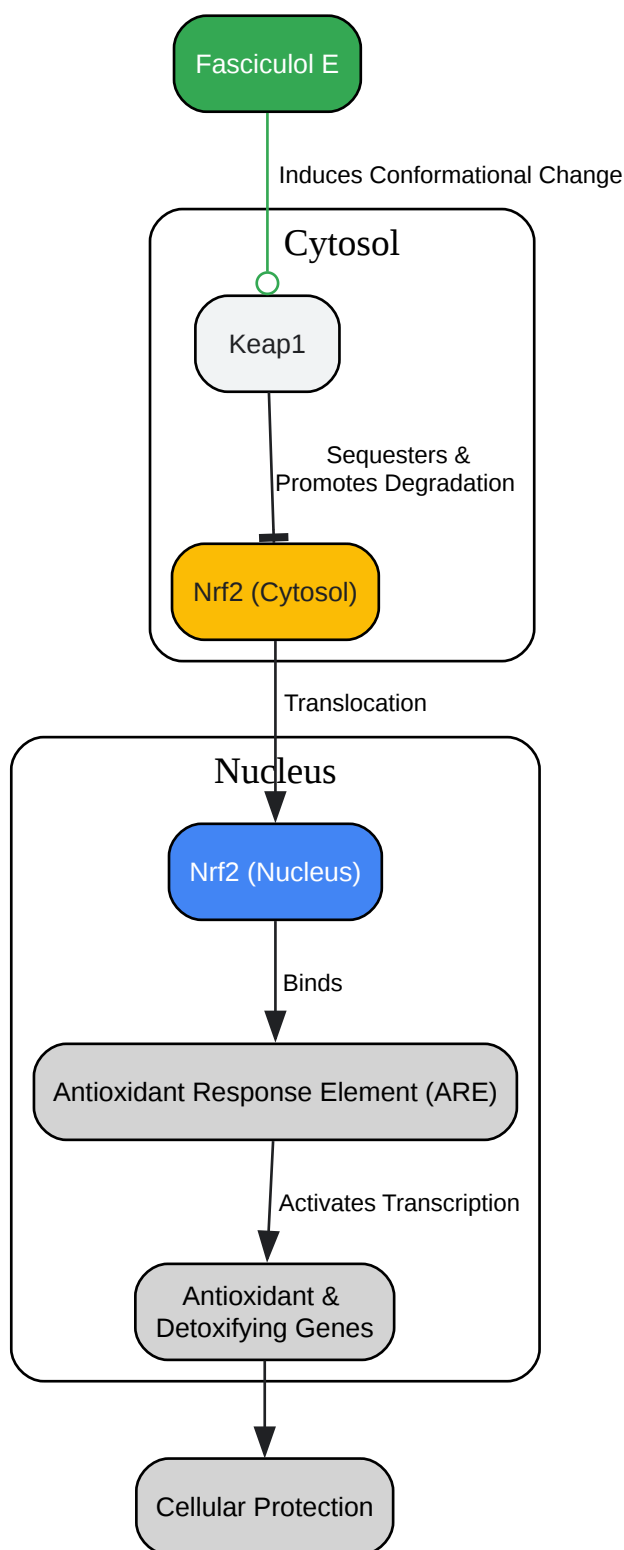 Fasciculol E
Induces Conformational Change
Cytosol
Keap1
Sequesters &
Promotes Degradation
Nrf2 (Cytosol)
Translocation
Nucleus
Nrf2 (Nucleus)
Binds
Antioxidant Response Element (ARE)
Activates Transcription
Antioxidant &
Detoxifying Genes
Cellular Protection